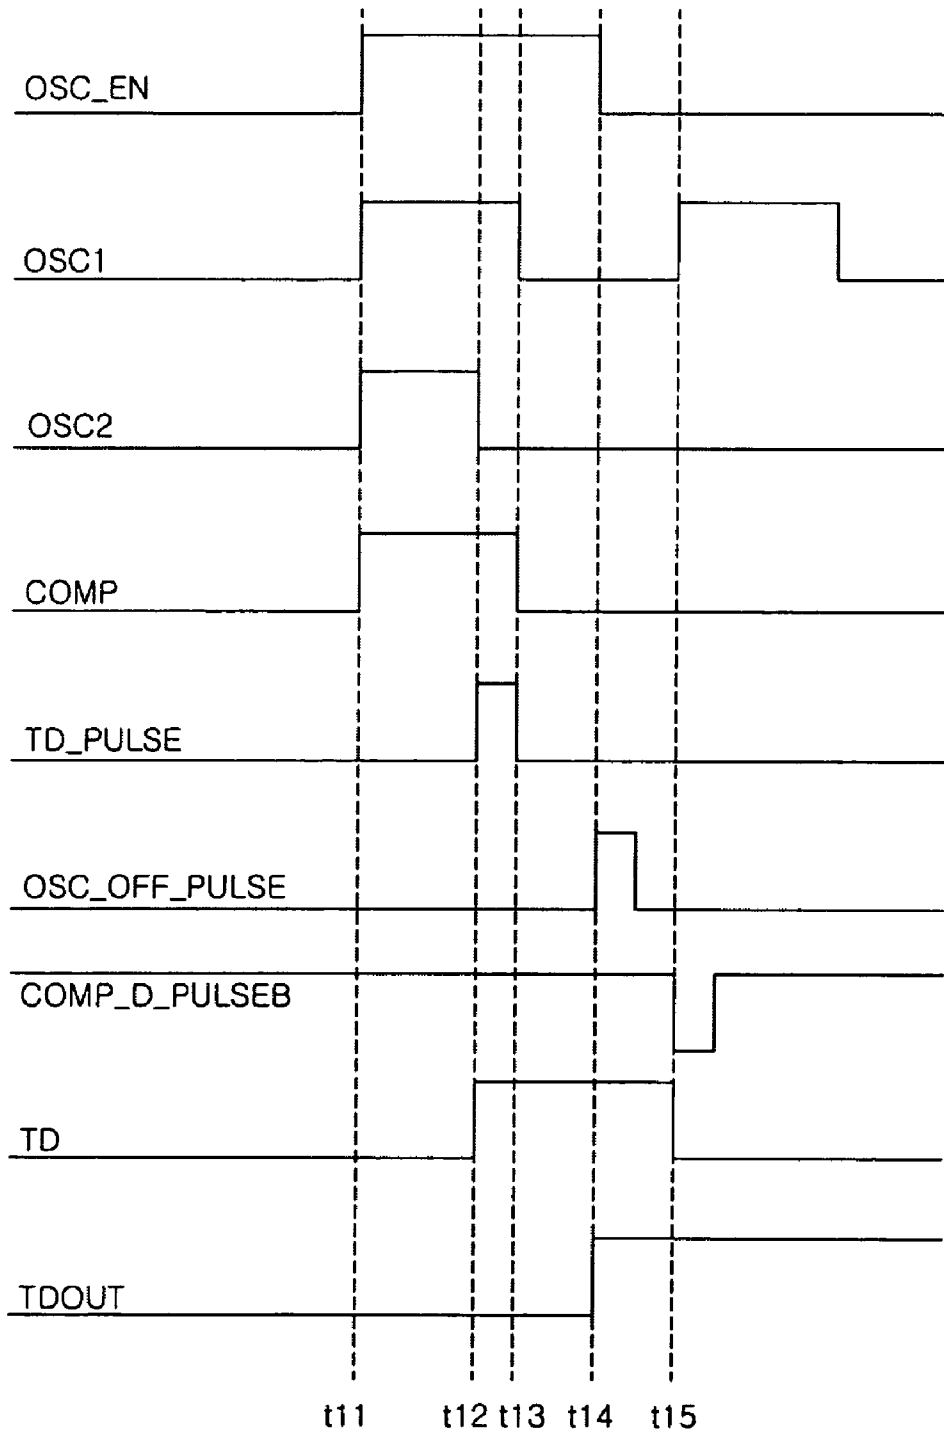 OSC_EN
OSC1
OSC2
COMP
TD_PULSE
OSC_OFF_PULSE
COMP_D_PULSEB
TD
TDOUT
t11 t12 t13 t14 t15